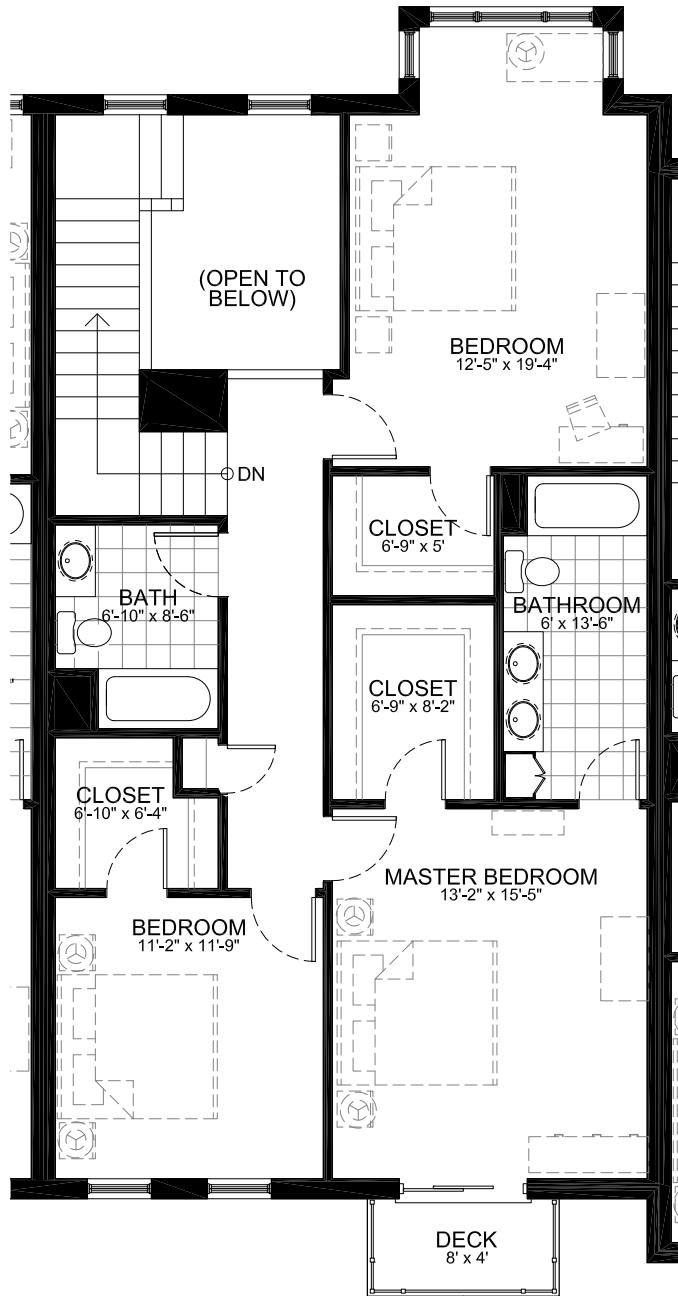 (OPEN TO
BELOW)
BEDROOM
12'-5" x 19'-4"
DN
CLOSET
6'-9" x 5'
BATH
6'-10" x 8'-6"
BATHROOM
6' x 13'-6"
CLOSET
6'-9" x 8'-2"
CLOSET
6'-10" x 6'-4"
MASTER BEDROOM
13'-2" x 15'-5"
BEDROOM
11'-2" x 11'-9"
DECK
8' x 4'